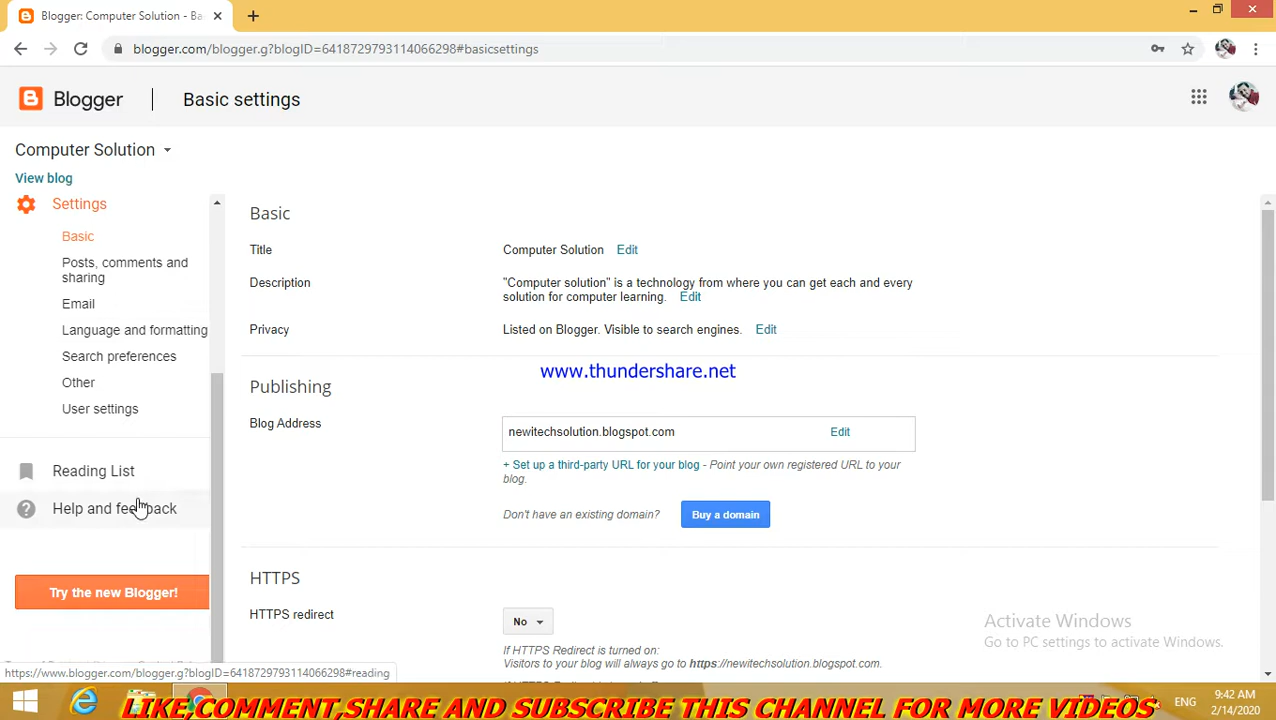 Blogger: Computer Solution - Ba
blogger.com/blogger.g?blogID=6418729793114066298#basicsettings
Blogger
Basic settings
Computer Solution
View blog
Settings
Basic
Posts, comments and
sharing
Email
Language and formatting
Search preferences
Other
User settings
Reading List
Help and feedback
Try the new Blogger!
https://www.blogger.com/blogger.g?blogID=6418729793114066298#reading
Basic
Title
Computer Solution Edit
Description
"Computer solution" is a technology from where you can get each and every
solution for computer learning. Edit
Privacy
Listed on Blogger. Visible to search engines. Edit
www.thundershare.net
Publishing
Blog Address
newitechsolution.blogspot.com Edit
+ Set up a third-party URL for your blog - Point your own registered URL to your
blog.
Don't have an existing domain? Buy a domain
HTTPS
HTTPS redirect
No
If HTTPS Redirect is turned on:
Visitors to your blog will always go to https://newitechsolution.blogspot.com.
Activate Windows
Go to PC settings to activate Windows.
ENG
9:42 AM
2/14/2020
LIKE,COMMENT,SHARE AND SUBSCRIBE THIS CHANNEL FOR MORE VIDEOS